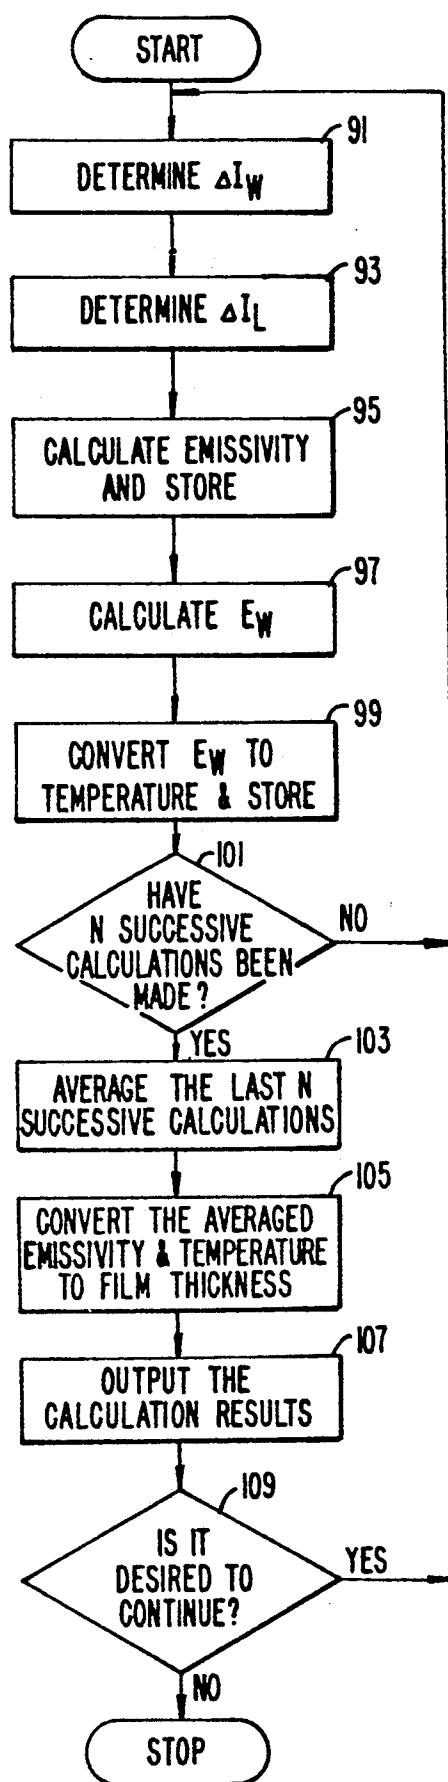 START
91
DETERMINE ΔI_W
93
DETERMINE ΔI_L
95
CALCULATE EMISSIVITY
AND STORE
97
CALCULATE E_W
99
CONVERT E_W TO
TEMPERATURE & STORE
101
HAVE
N SUCCESSIVE
CALCULATIONS BEEN
MADE?
NO
YES
103
AVERAGE THE LAST N
SUCCESSIVE CALCULATIONS
105
CONVERT THE AVERAGED
EMISSIVITY & TEMPERATURE
TO FILM THICKNESS
107
OUTPUT THE
CALCULATION RESULTS
109
IS IT
DESIRED TO
CONTINUE?
YES
NO
STOP